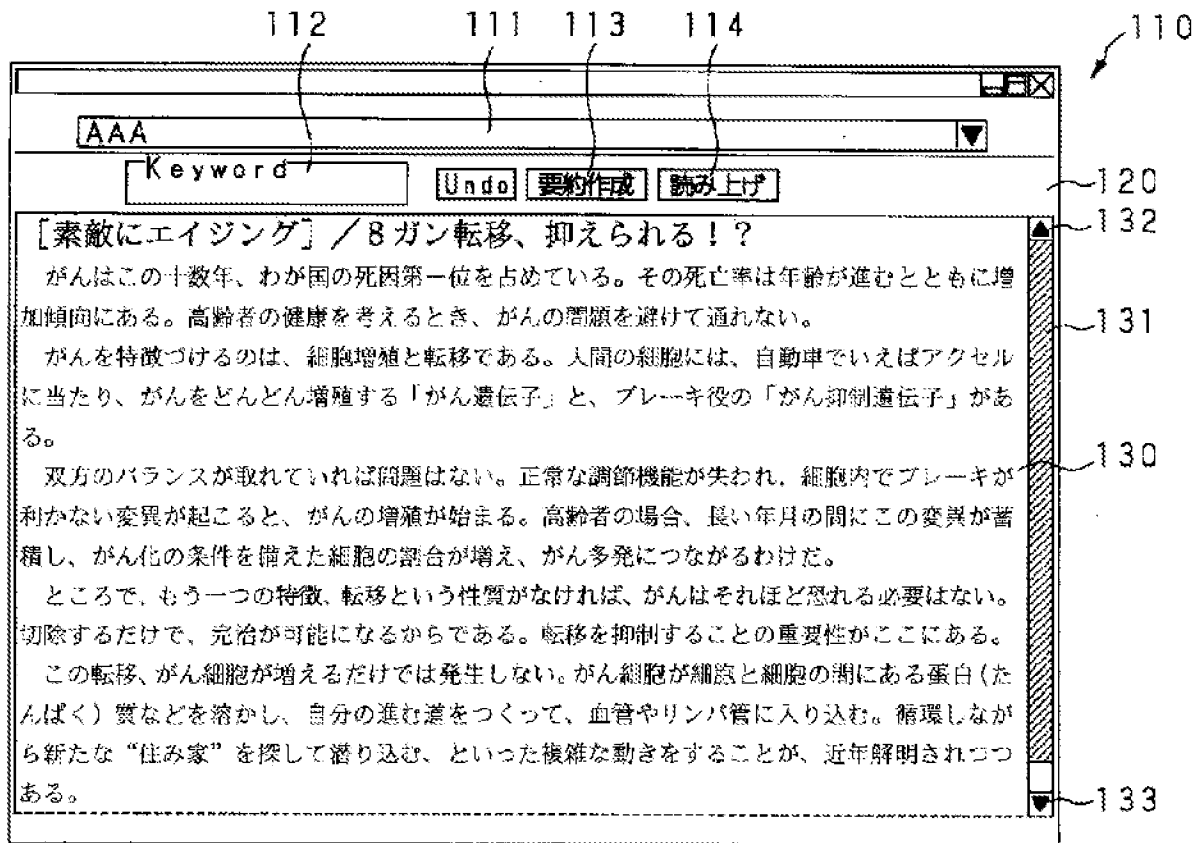 112 111 113 114 110
AAA
Keyword Undo 要約作成 読み上げ
120
132
[素敵にエイジング]/8ガン転移、抑えられる!?
がんはこの十数年、わが国の死因第一位を占めている。その死亡率は年齢が進むとともに増
加傾向にある。高齢者の健康を考えるとき、がんの問題を避けて通れない。
131
がんを特徴づけるのは、細胞増殖と転移である。人間の細胞には、自動車でいえばアクセル
に当たり、がんをどんどん増殖する「がん遺伝子」と、ブレーキ役の「がん抑制遺伝子」があ
る。
130
双方のバランスが取れていれば問題はない。正常な調節機能が失われ、細胞内でブレーキが
利かない変異が起こると、がんの増殖が始まる。高齢者の場合、長い年月の間にこの変異が蓄
積し、がん化の条件を備えた細胞の割合が増え、がん多発につながるわけだ。
ところで、もう一つの特徴、転移という性質がなければ、がんはそれほど恐れる必要はない。
切除するだけで、完治が可能になるからである。転移を抑制することの重要性がここにある。
この転移、がん細胞が増えるだけでは発生しない。がん細胞が細胞と細胞の間にある蛋白(た
んぱく)質などを溶かし、自分の進む道をつくって、血管やリンパ管に入り込む。循環しなが
ら新たな“住み家”を探して潜り込む、といった複雑な動きをすることが、近年解明されつつ
ある。
133